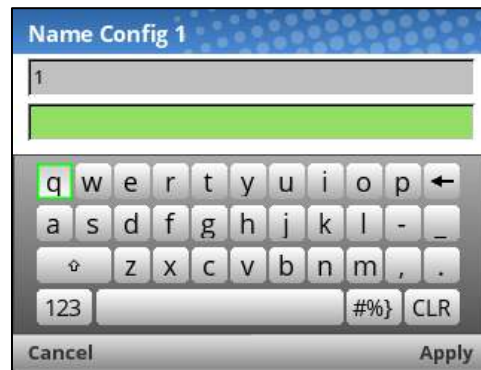 Name Config 1
1
q w e r t y u i o p ←
a s d f g h j k l - _
⇧ z x c v b n m , .
123 #%} CLR
Cancel Apply